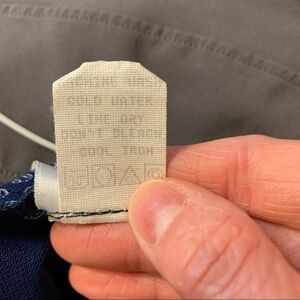 MACHINE WASH
COLD WATER
LINE DRY
DON'T BLEACH
COOL IRON